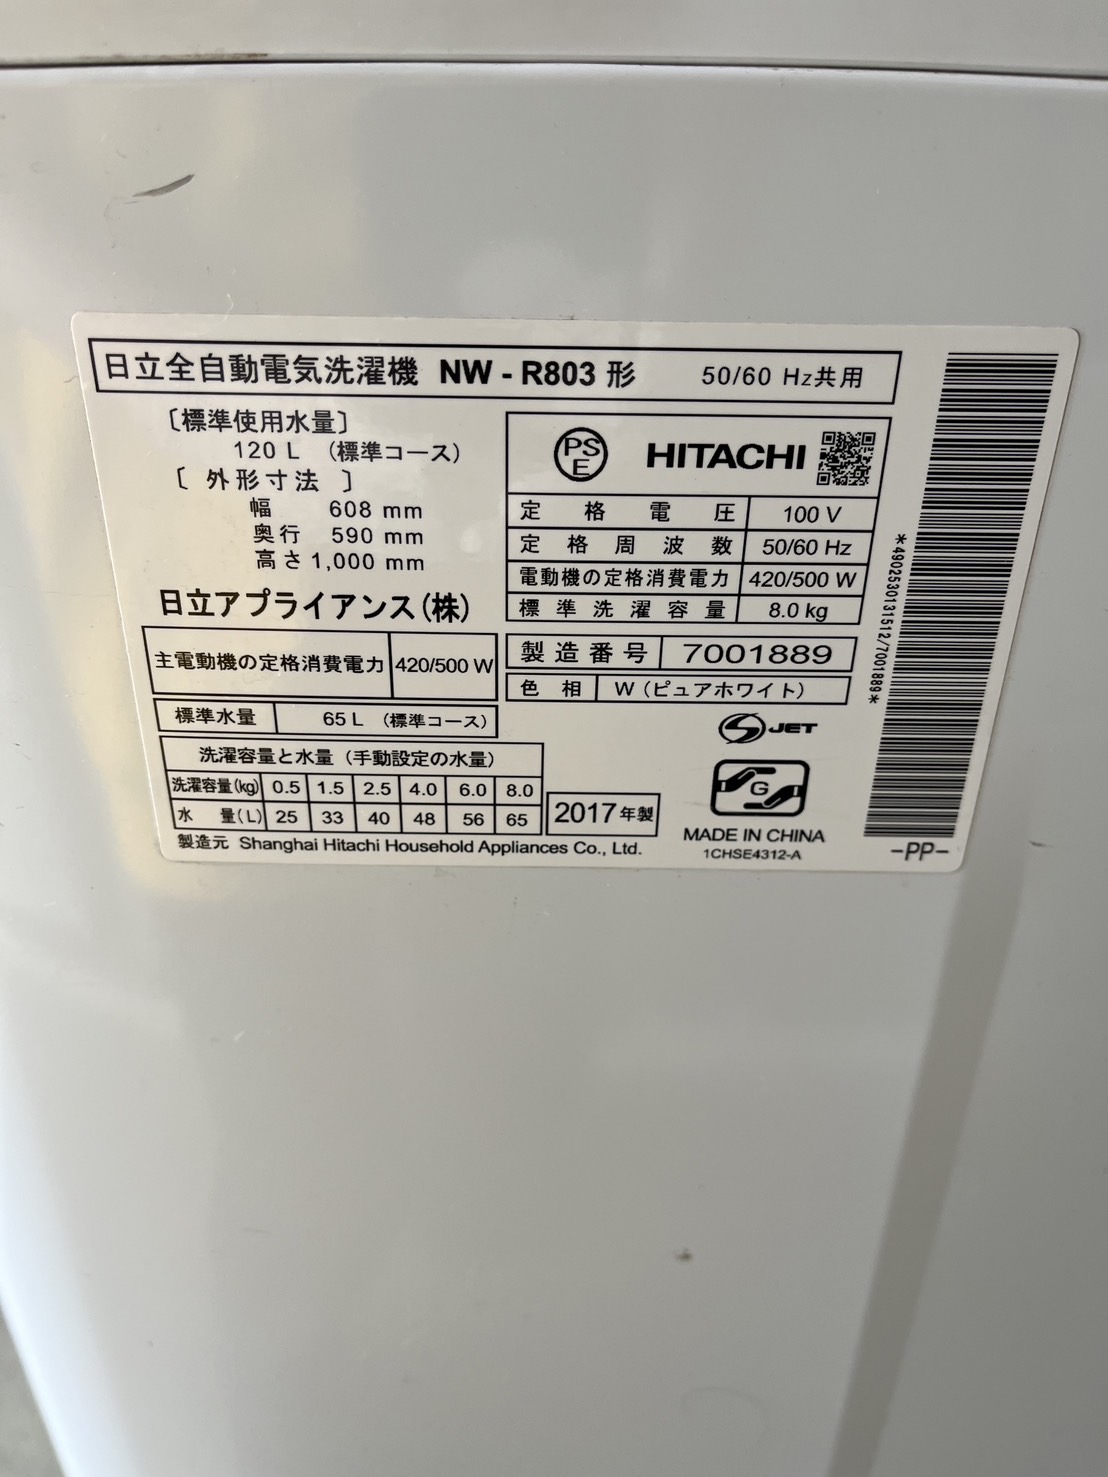 日立全自動電気洗濯機 NW-R803 形 50/60 Hz共用
〔標準使用水量〕
120 L （標準コース）
〔 外形寸法 〕
幅 608 mm
奥行 590 mm
高さ 1,000 mm
日立アプライアンス(株)
主電動機の定格消費電力 420/500 W
標準水量 65 L （標準コース）
洗濯容量と水量（手動設定の水量）
洗濯容量(kg) 0.5 1.5 2.5 4.0 6.0 8.0
水 量(L) 25 33 40 48 56 65
製造元 Shanghai Hitachi Household Appliances Co., Ltd.
2017年製
PS
E
HITACHI
定格電圧 100 V
定格周波数 50/60 Hz
電動機の定格消費電力 420/500 W
標準洗濯容量 8.0 kg
製造番号 7001889
色相 W（ピュアホワイト）
S JET
G
MADE IN CHINA
1CHSE4312-A
*4902530131512/7001889*
-PP-